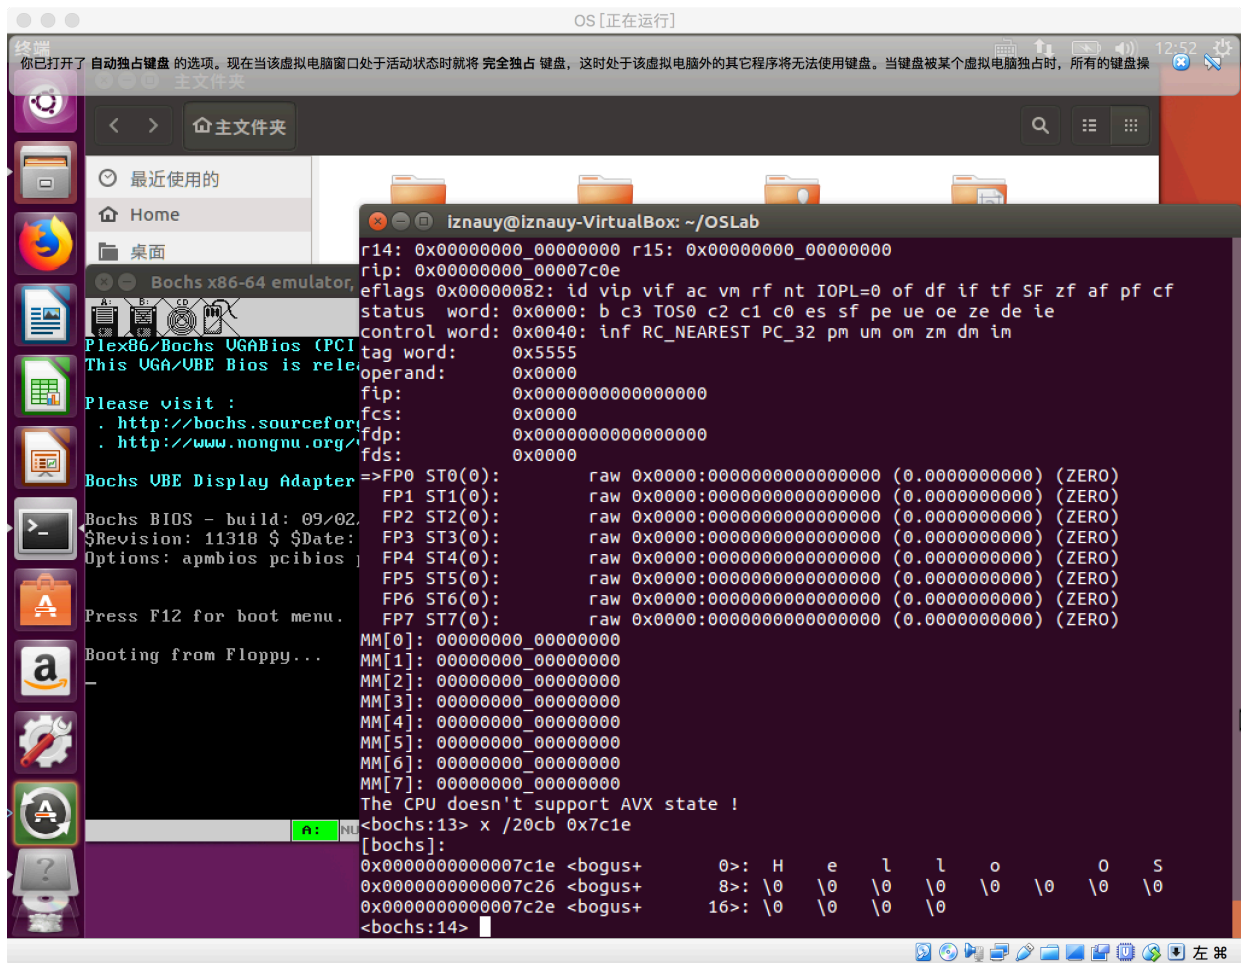 OS [正在运行]
终端
12:52
你已打开了 自动独占键盘 的选项。现在当该虚拟电脑窗口处于活动状态时就将 完全独占 键盘，这时处于该虚拟电脑外的其它程序将无法使用键盘。当键盘被某个虚拟电脑独占时，所有的键盘操
主文件夹
主文件夹
最近使用的
Home
桌面
Bochs x86-64 emulator,
A: B: CD
Plex86/Bochs VGABios (PCI
This VGA/VBE Bios is rele
Please visit :
. http://bochs.sourceforg
. http://www.nongnu.org/
Bochs VBE Display Adapter
Bochs BIOS - build: 09/02/
$Revision: 11318 $ $Date:
Options: apmbios pcibios
Press F12 for boot menu.
Booting from Floppy...
A: NU
iznauy@iznauy-VirtualBox: ~/OSLab
r14: 0x00000000_00000000 r15: 0x00000000_00000000
rip: 0x00000000_00007c0e
eflags 0x00000082: id vip vif ac vm rf nt IOPL=0 of df if tf SF zf af pf cf
status  word: 0x0000: b c3 TOS0 c2 c1 c0 es sf pe ue oe ze de ie
control word: 0x0040: inf RC_NEAREST PC_32 pm um om zm dm im
tag word:     0x5555
operand:      0x0000
fip:          0x0000000000000000
fcs:          0x0000
fdp:          0x0000000000000000
fds:          0x0000
=>FP0 ST0(0):        raw 0x0000:0000000000000000 (0.0000000000) (ZERO)
  FP1 ST1(0):        raw 0x0000:0000000000000000 (0.0000000000) (ZERO)
  FP2 ST2(0):        raw 0x0000:0000000000000000 (0.0000000000) (ZERO)
  FP3 ST3(0):        raw 0x0000:0000000000000000 (0.0000000000) (ZERO)
  FP4 ST4(0):        raw 0x0000:0000000000000000 (0.0000000000) (ZERO)
  FP5 ST5(0):        raw 0x0000:0000000000000000 (0.0000000000) (ZERO)
  FP6 ST6(0):        raw 0x0000:0000000000000000 (0.0000000000) (ZERO)
  FP7 ST7(0):        raw 0x0000:0000000000000000 (0.0000000000) (ZERO)
MM[0]: 00000000_00000000
MM[1]: 00000000_00000000
MM[2]: 00000000_00000000
MM[3]: 00000000_00000000
MM[4]: 00000000_00000000
MM[5]: 00000000_00000000
MM[6]: 00000000_00000000
MM[7]: 00000000_00000000
The CPU doesn't support AVX state !
<bochs:13> x /20cb 0x7c1e
[bochs]:
0x0000000000007c1e <bogus+       0>:  H    e    l    l    o         O    S
0x0000000000007c26 <bogus+       8>: \0   \0   \0   \0   \0   \0   \0   \0
0x0000000000007c2e <bogus+      16>: \0   \0   \0   \0
<bochs:14>
左 ⌘